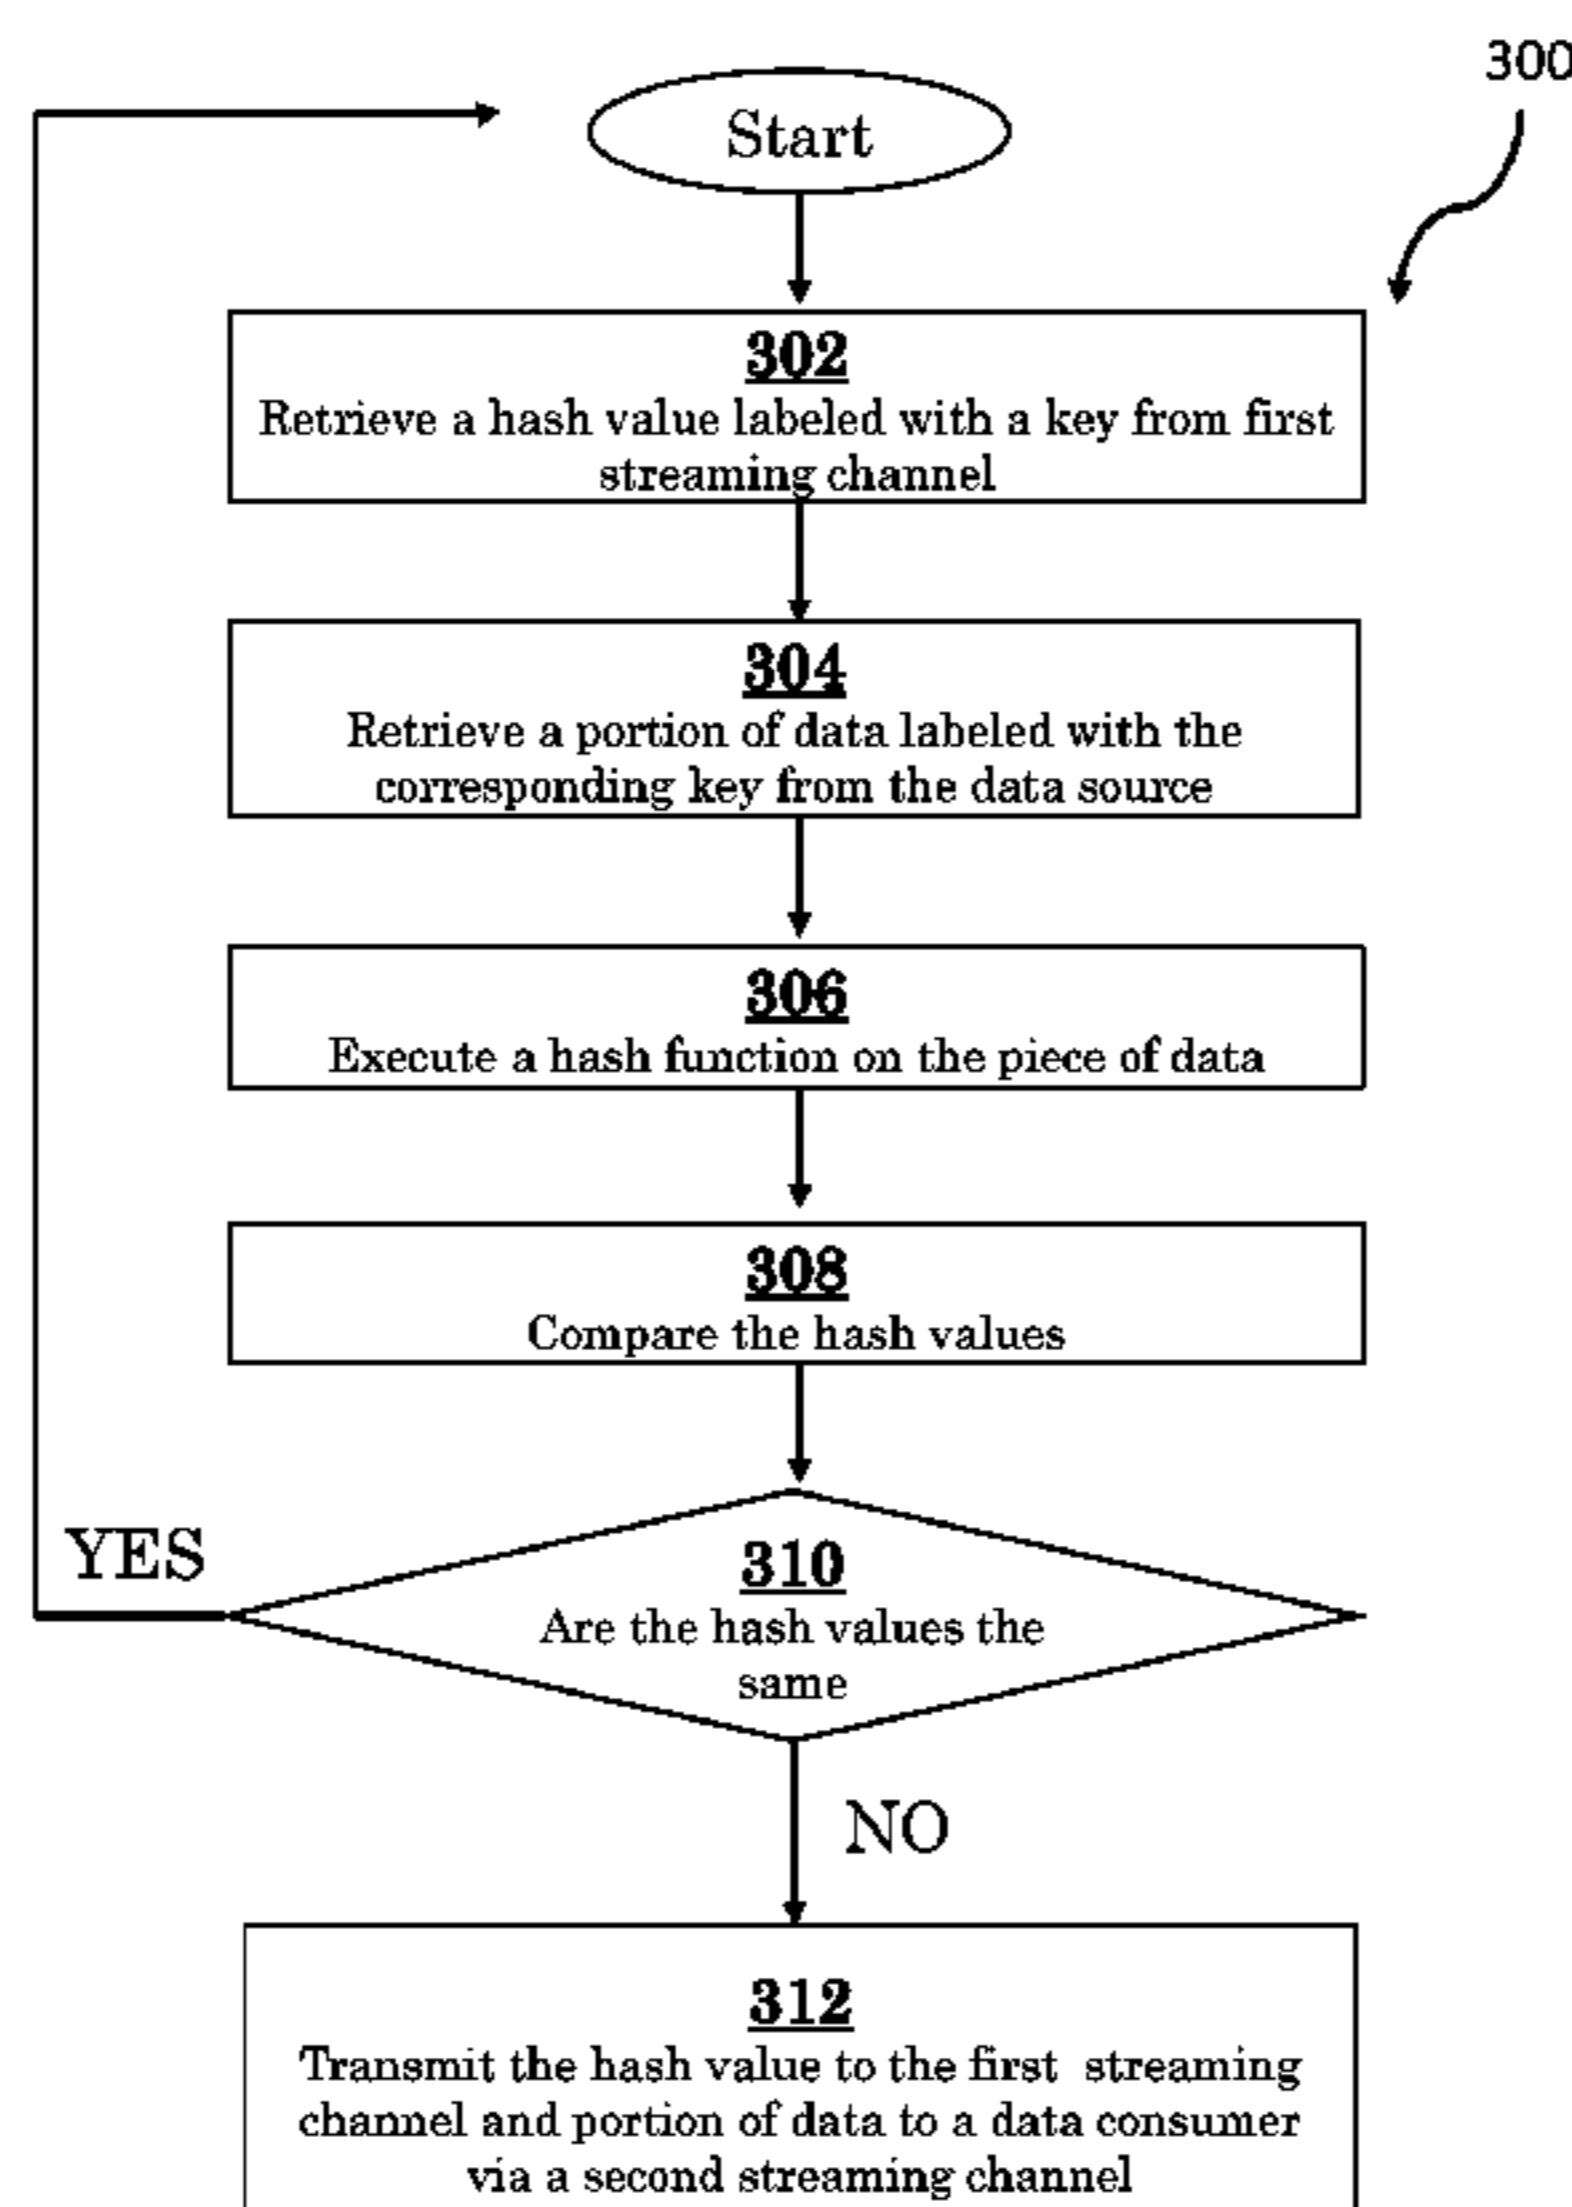 300
Start
302
Retrieve a hash value labeled with a key from first
streaming channel
304
Retrieve a portion of data labeled with the
corresponding key from the data source
306
Execute a hash function on the piece of data
308
Compare the hash values
YES
310
Are the hash values the
same
NO
312
Transmit the hash value to the first streaming
channel and portion of data to a data consumer
via a second streaming channel